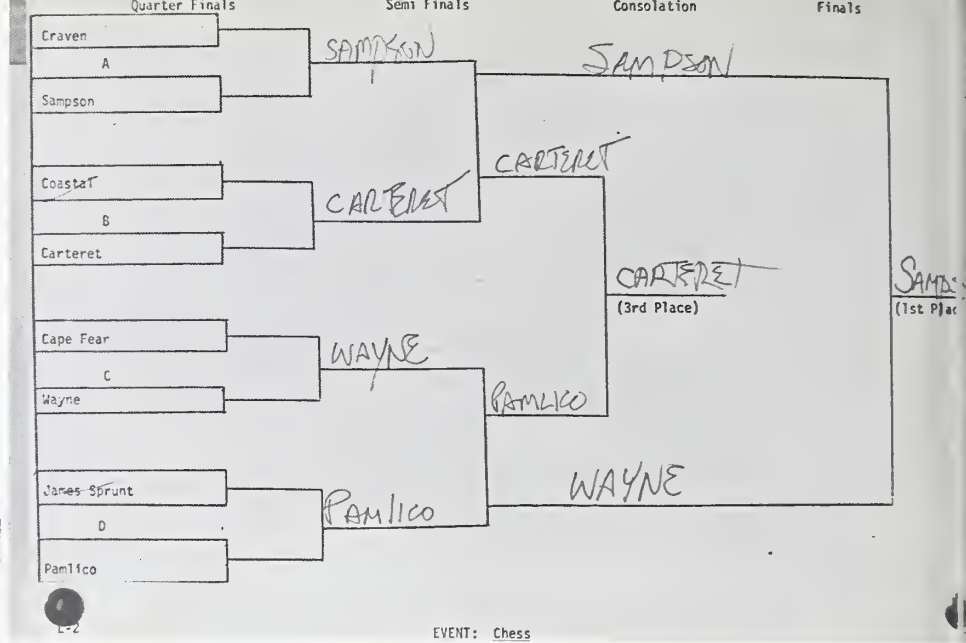 Quarter Finals Semi Finals Consolation Finals
Craven
A
Sampson
SAMPSON
SAMPSON
Coastal
B
Carteret
CARTERET
CARTERET
CARTERET
(3rd Place)
(1st Plac
Cape Fear
C
Wayne
WAYNE
PAMLICO
WAYNE
James Sprunt
D
Pamlico
PAMLICO
EVENT: Chess